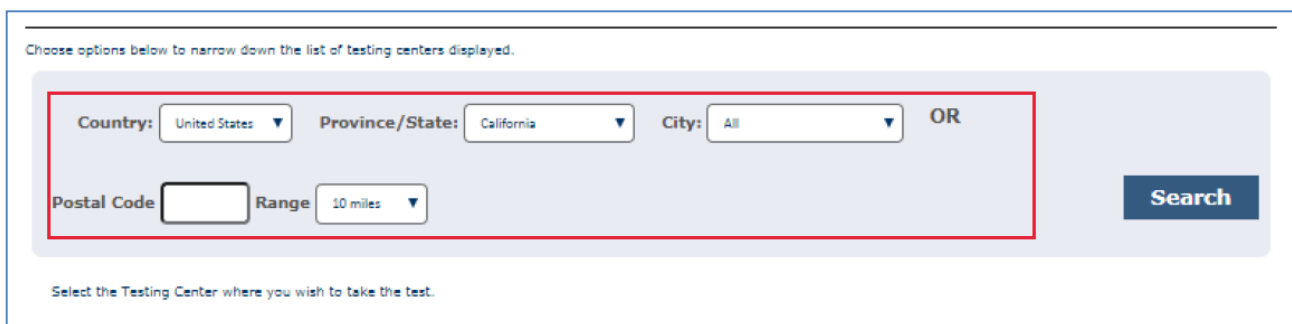 Choose options below to narrow down the list of testing centers displayed.
Country: United States ▼ Province/State: California ▼ City: All ▼ OR
Postal Code Range 10 miles ▼
Search
Select the Testing Center where you wish to take the test.